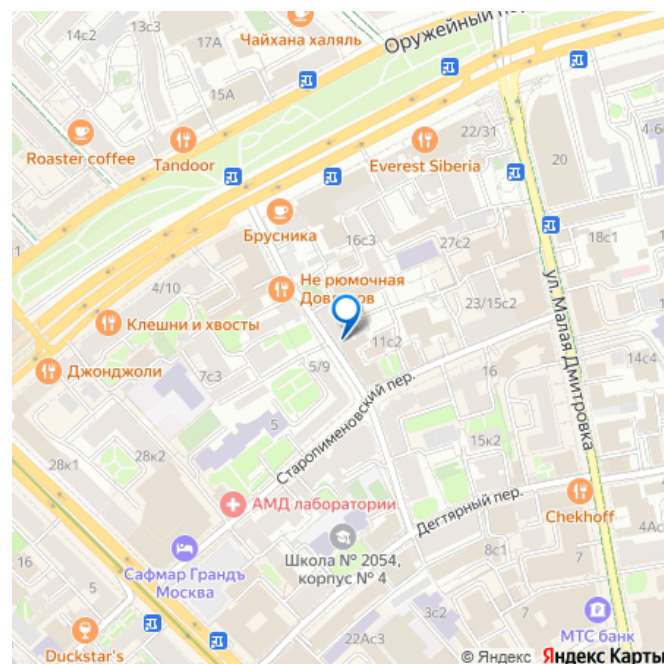 14с2
13с3
17А
Чайхана халяль
Оружейный
15А
Roaster coffee
Tandoor
22/31
Everest Siberia
20
4-6
Брусника
16с3
27с2
18с1
4/10
Не рюмочная
Клешни и хвосты
23/15с2
ул. Малая Дмитровка
11с2
5/9
Джонджоли
7с3
16
14с4
Старопименовский пер.
5
28к1
28к2
15к2
АМД лаборатории
Дегтярный пер.
Chekhoff
4Ас
Школа № 2054,
корпус № 4
Сафмар Грандъ
Москва
16
5
8с1
7
7
3с2
22Ас3
МТС банк
Duckstar's
© Яндекс Яндекс Карты